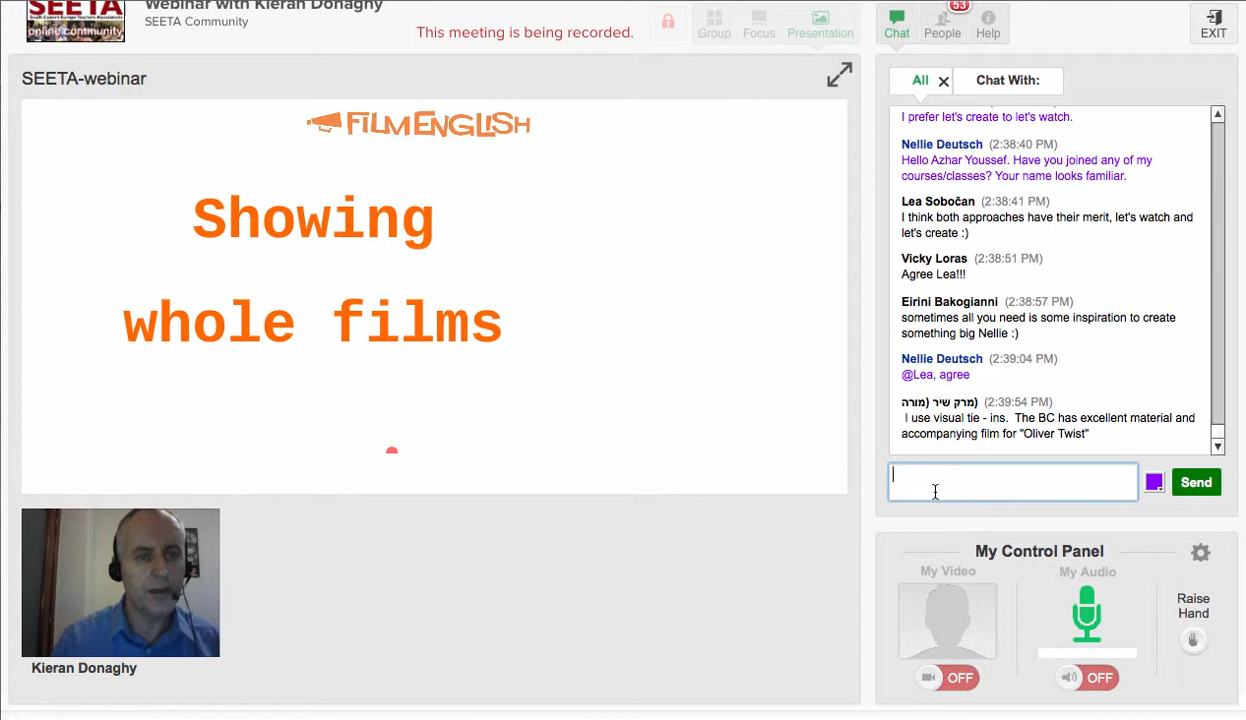 SEETA
online community
Webinar with Kieran Donaghy
SEETA Community
This meeting is being recorded.
Group
Focus
Presentation
Chat
53
People
Help
EXIT
SEETA-webinar
FILMENGLISH
Showing
whole films
Kieran Donaghy
All
Chat With:
I prefer let's create to let's watch.
Nellie Deutsch (2:38:40 PM)
Hello Azhar Youssef. Have you joined any of my
courses/classes? Your name looks familiar.
Lea Sobočan (2:38:41 PM)
I think both approaches have their merit, let's watch and
let's create :)
Vicky Loras (2:38:51 PM)
Agree Lea!!!
Eirini Bakogianni (2:38:57 PM)
sometimes all you need is some inspiration to create
something big Nellie :)
Nellie Deutsch (2:39:04 PM)
@Lea, agree
מרק שיר (מורה) (2:39:54 PM)
I use visual tie - ins. The BC has excellent material and
accompanying film for "Oliver Twist"
Send
My Control Panel
My Video
My Audio
Raise
Hand
OFF
OFF